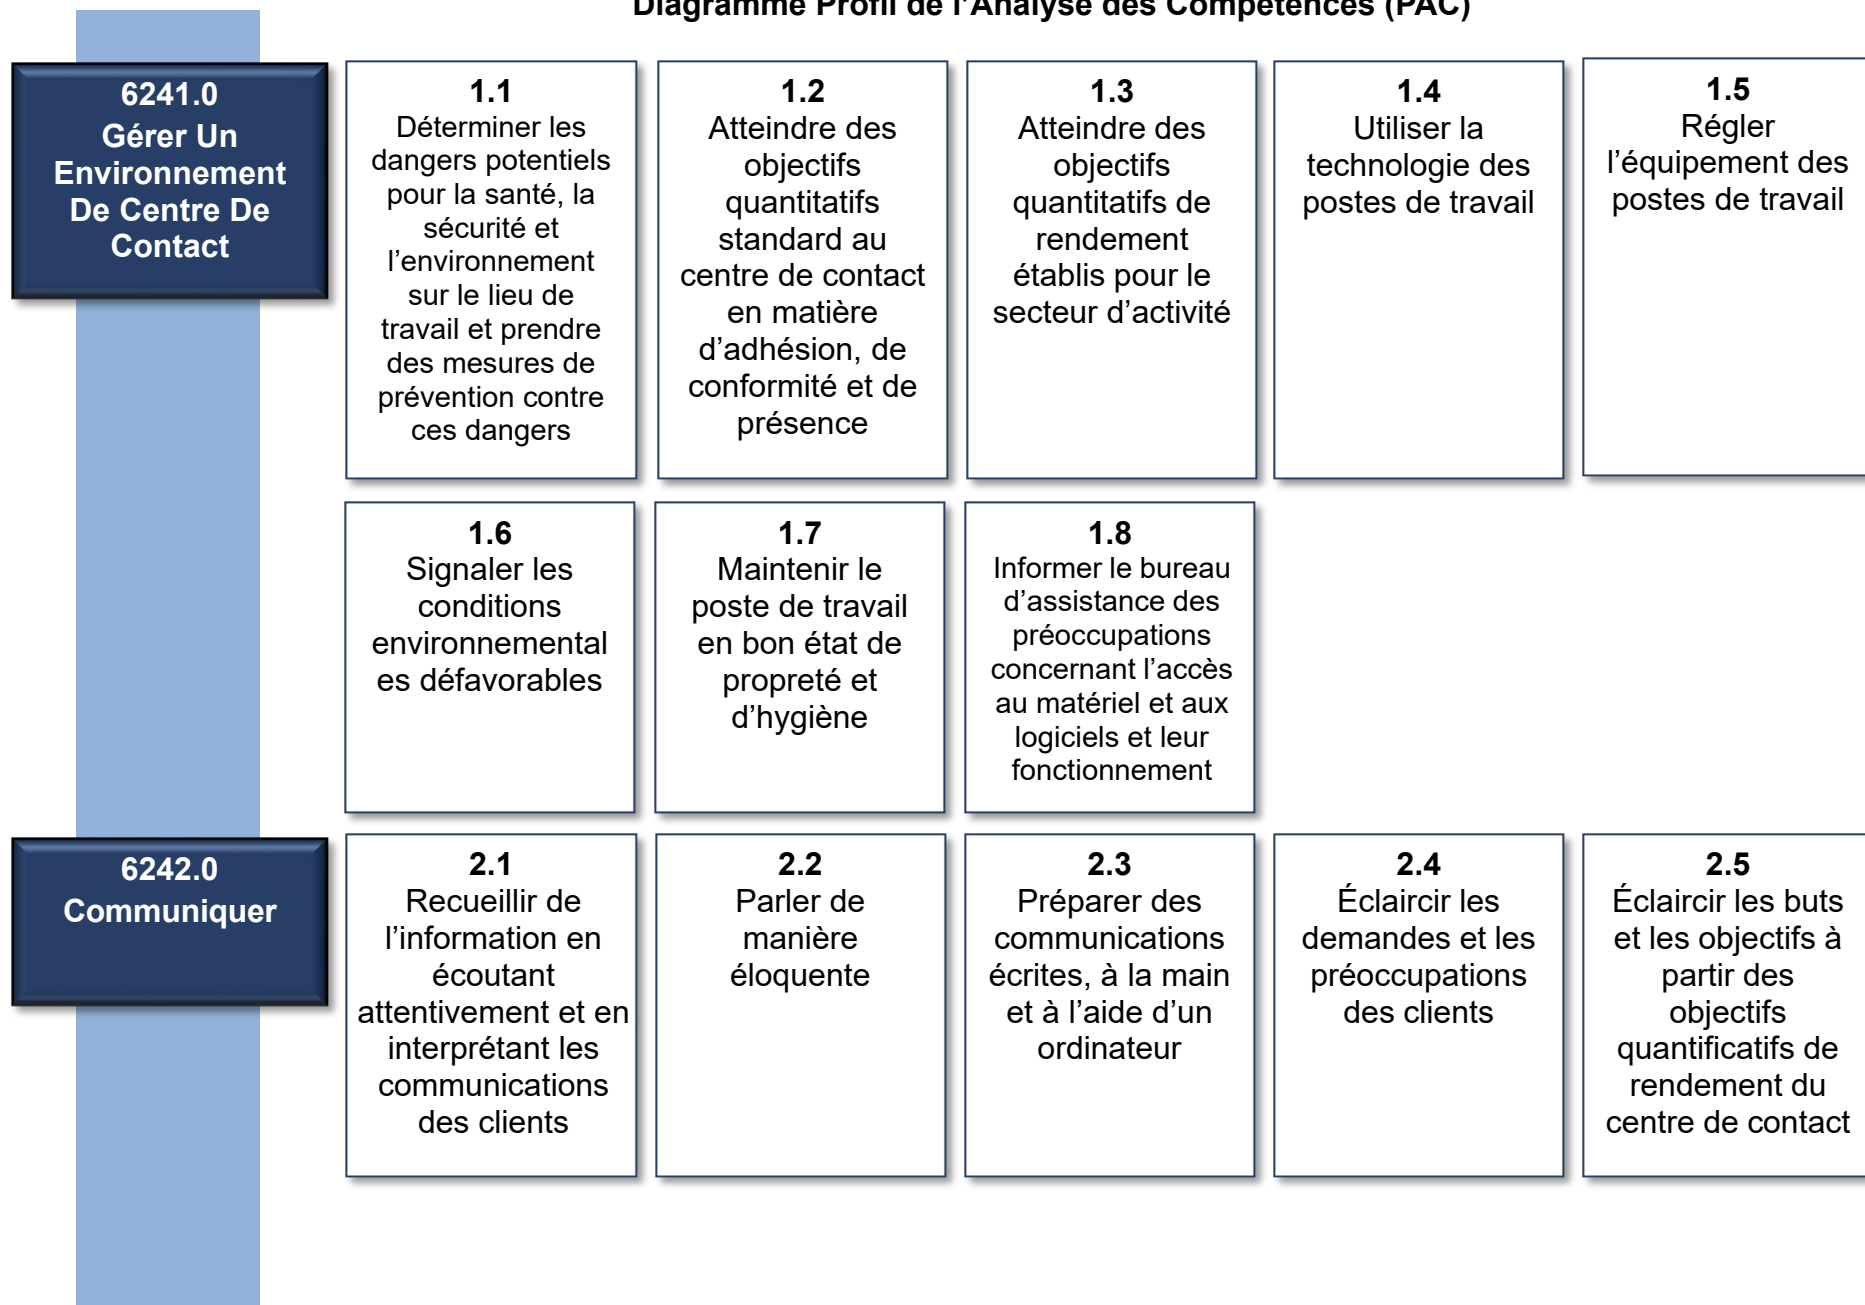 Diagramme Profil de l'Analyse des Compétences (PAC)
6241.0
Gérer Un
Environnement
De Centre De
Contact
1.1
Déterminer les
dangers potentiels
pour la santé, la
sécurité et
l'environnement
sur le lieu de
travail et prendre
des mesures de
prévention contre
ces dangers
1.2
Atteindre des
objectifs
quantitatifs
standard au
centre de contact
en matière
d'adhésion, de
conformité et de
présence
1.3
Atteindre des
objectifs
quantitatifs de
rendement
établis pour le
secteur d'activité
1.4
Utiliser la
technologie des
postes de travail
1.5
Régler
l'équipement des
postes de travail
1.6
Signaler les
conditions
environnemental
es défavorables
1.7
Maintenir le
poste de travail
en bon état de
propreté et
d'hygiène
1.8
Informer le bureau
d'assistance des
préoccupations
concernant l'accès
au matériel et aux
logiciels et leur
fonctionnement
6242.0
Communiquer
2.1
Recueillir de
l'information en
écoutant
attentivement et en
interprétant les
communications
des clients
2.2
Parler de
manière
éloquente
2.3
Préparer des
communications
écrites, à la main
et à l'aide d'un
ordinateur
2.4
Éclaircir les
demandes et les
préoccupations
des clients
2.5
Éclaircir les buts
et les objectifs à
partir des
objectifs
quantificatifs de
rendement du
centre de contact